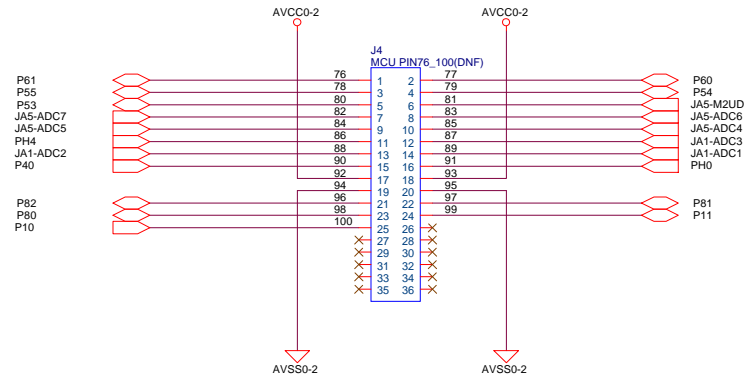 AVCC0-2 AVCC0-2
J4
MCU PIN76_100(DNF)
P61 76 1 2 77 P60
P55 78 3 4 79 P54
P53 80 5 6 81 JA5-M2UD
JA5-ADC7 82 7 8 83 JA5-ADC6
JA5-ADC5 84 9 10 85 JA5-ADC4
PH4 86 11 12 87 JA1-ADC3
JA1-ADC2 88 13 14 89 JA1-ADC1
P40 90 15 16 91 PH0
92 17 18 93
94 19 20 95
P82 96 21 22 97 P81
P80 98 23 24 99 P11
P10 100 25 26
27 28
29 30
31 32
33 34
35 36
AVSS0-2 AVSS0-2